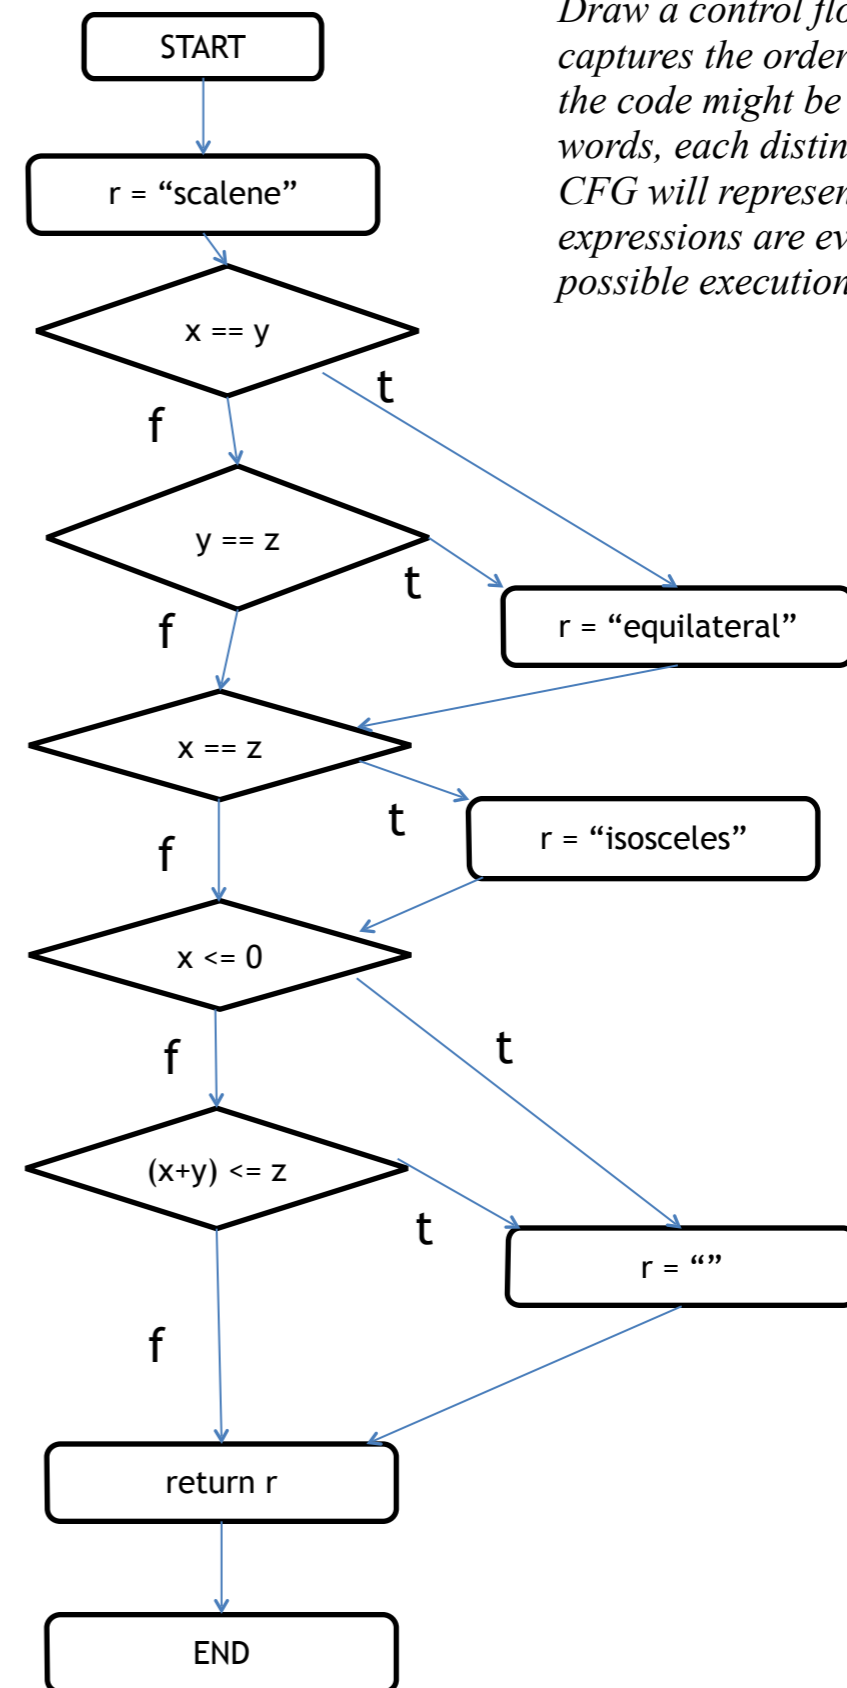 Draw a control flo
captures the order
the code might be
words, each distin
CFG will represen
expressions are ev
possible execution
START
r = “scalene”
x == y
t
f
y == z
t
f
r = “equilateral”
x == z
t
f
r = “isosceles”
x <= 0
t
f
(x+y) <= z
t
f
r = “”
return r
END